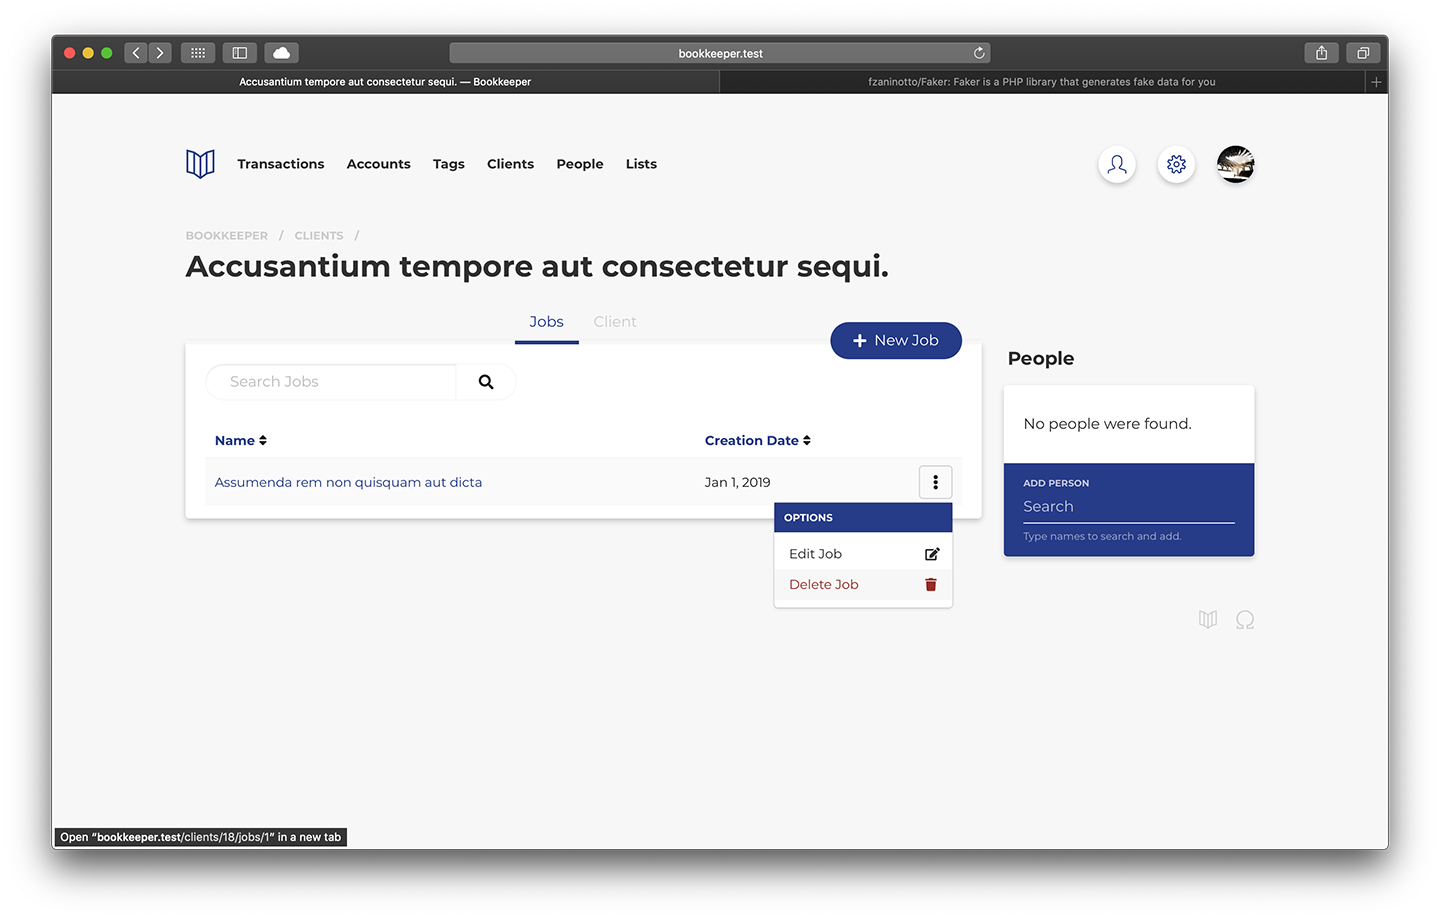 bookkeeper.test
Accusantium tempore aut consectetur sequi. — Bookkeeper
fzaninotto/Faker: Faker is a PHP library that generates fake data for you
Transactions Accounts Tags Clients People Lists
BOOKKEEPER / CLIENTS /
Accusantium tempore aut consectetur sequi.
Jobs Client
+ New Job
Search Jobs
Name Creation Date
Assumenda rem non quisquam aut dicta Jan 1, 2019
OPTIONS
Edit Job
Delete Job
People
No people were found.
ADD PERSON
Search
Type names to search and add.
Open “bookkeeper.test/clients/18/jobs/1” in a new tab